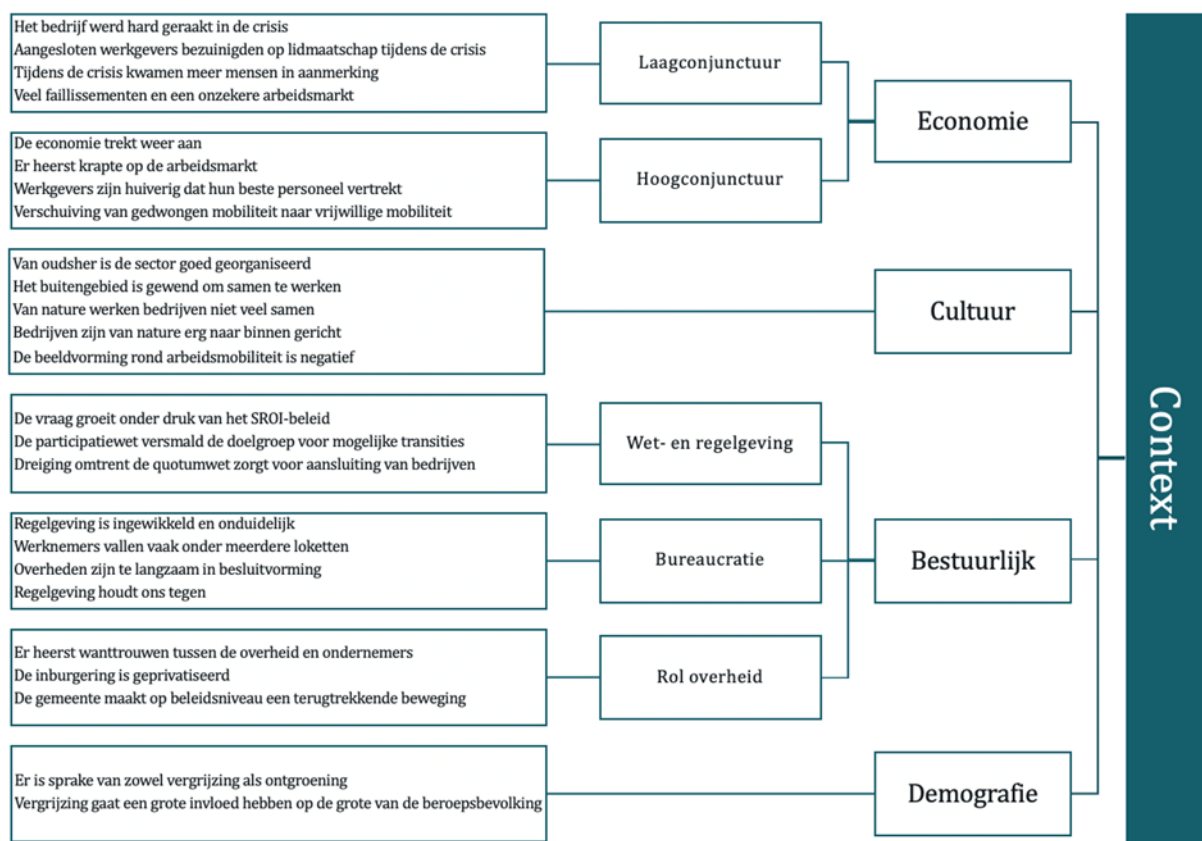 Het bedrijf werd hard geraakt in de crisis
Aangesloten werkgevers bezuinigden op lidmaatschap tijdens de crisis
Tijdens de crisis kwamen meer mensen in aanmerking
Veel faillissementen en een onzekere arbeidsmarkt
Laagconjunctuur
De economie trekt weer aan
Er heerst krapte op de arbeidsmarkt
Werkgevers zijn huiverig dat hun beste personeel vertrekt
Verschuiving van gedwongen mobiliteit naar vrijwillige mobiliteit
Hoogconjunctuur
Economie
Van oudsher is de sector goed georganiseerd
Het buitengebied is gewend om samen te werken
Van nature werken bedrijven niet veel samen
Bedrijven zijn van nature erg naar binnen gericht
De beeldvorming rond arbeidsmobiliteit is negatief
Cultuur
De vraag groeit onder druk van het SROI-beleid
De participatiewet versmald de doelgroep voor mogelijke transities
Dreiging omtrent de quotumwet zorgt voor aansluiting van bedrijven
Wet- en regelgeving
Regelgeving is ingewikkeld en onduidelijk
Werknemers vallen vaak onder meerdere loketten
Overheden zijn te langzaam in besluitvorming
Regelgeving houdt ons tegen
Bureaucratie
Bestuurlijk
Er heerst wanttrouwen tussen de overheid en ondernemers
De inburgering is geprivatiseerd
De gemeente maakt op beleidsniveau een terugtrekkende beweging
Rol overheid
Er is sprake van zowel vergrijzing als ontgroening
Vergrijzing gaat een grote invloed hebben op de grote van de beroepsbevolking
Demografie
Context